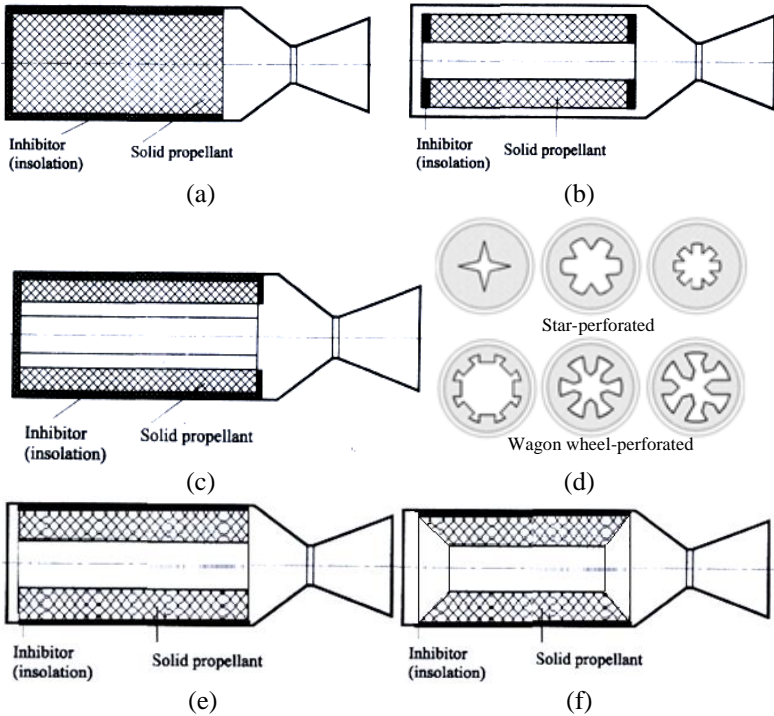 Inhibitor
(insolation)
Solid propellant
(a)
Inhibitor
(insolation)
Solid propellant
(b)
Inhibitor
(insolation)
Solid propellant
(c)
Star-perforated
Wagon wheel-perforated
(d)
Inhibitor
(insolation)
Solid propellant
(e)
Inhibitor
(insolation)
Solid propellant
(f)